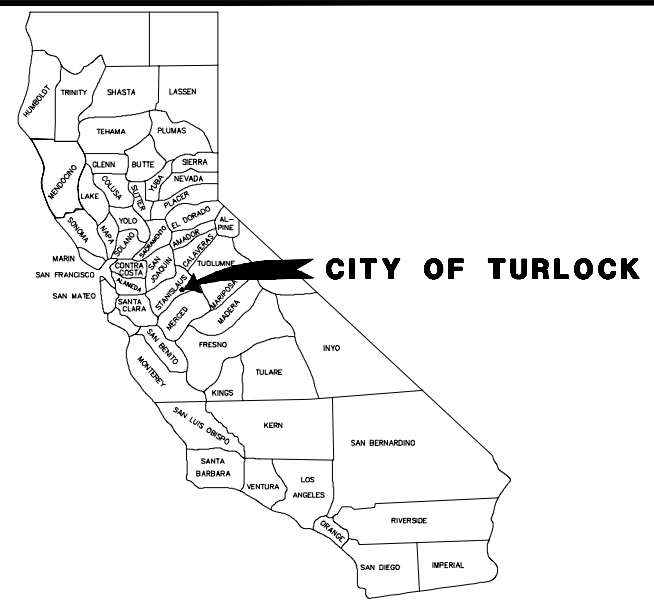 HUMBOLDT
TRINITY
SHASTA
LASSEN
TEHAMA
PLUMAS
MENDOCINO
GLENN
BUTTE
SIERRA
LAKE
COLUSA
SUTTER
YUBA
NEVADA
PLACER
SONOMA
NAPA
YOLO
SOLANO
SACRAMENTO
EL DORADO
AL-
PINE
AMADOR
CALAVERAS
TUOLUMNE
MARIN
CONTRA
COSTA
SAN
JOAQUIN
SAN FRANCISCO
ALAMEDA
STANISLAUS
CITY OF TURLOCK
SAN MATEO
SANTA
CLARA
MERCED
MARIPOSA
MADERA
SAN BENITO
FRESNO
INYO
MONTEREY
TULARE
KINGS
SAN LUIS OBISPO
KERN
SAN BERNARDINO
SANTA
BARBARA
VENTURA
LOS
ANGELES
ORANGE
RIVERSIDE
SAN DIEGO
IMPERIAL